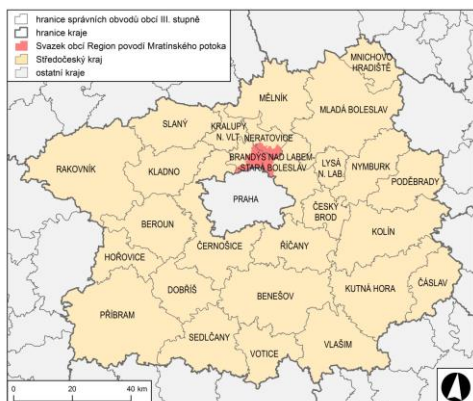 hranice správních obvodů obcí III. stupně
hranice kraje
Svazek obcí Region povodí Mratínského potoka
Středočeský kraj
ostatní kraje
MNICHOVO
HRADIŠTĚ
MĚLNÍK
MLADÁ BOLESLAV
SLANÝ
KRALUPY
N. VLT
NERATOVICE
BRANDÝS NAD LABEM
STARÁ BOLESLAV
LYSÁ
N. LAB.
NYMBURK
RAKOVNÍK
KLADNO
PODĚBRADY
PRAHA
ČESKÝ
BROD
BEROUN
KOLÍN
ČERNOŠICE
ŘÍČANY
HOŘOVICE
DOBŘÍŠ
BENEŠOV
KUTNÁ HORA
ČÁSLAV
PŘÍBRAM
SEDLČANY
VOTICE
VLAŠIM
0 20 40 km